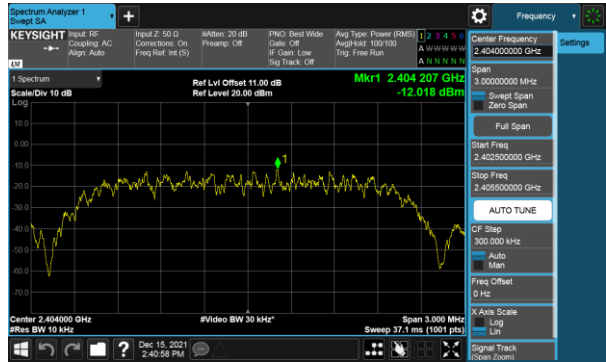 Spectrum Analyzer 1
Swept SA
Frequency
KEYSIGHT
Input: RF
Coupling: AC
Align: Auto
Input Z: 50 Ω
Corrections: On
Freq Ref: Int (S)
#Atten: 20 dB
Preamp: Off
PNO: Best Wide
Gate: Off
IF Gain: Low
Sig Track: Off
Avg Type: Power (RMS)
Avg|Hold: 100/100
Trig: Free Run
1 2 3 4 5 6
A W W W W W
A N N N N N
LXI
1 Spectrum
Scale/Div 10 dB
Ref Lvl Offset 11.00 dB
Ref Level 20.00 dBm
Mkr1 2.404 207 GHz
-12.018 dBm
Log
10.0
0.00
-10.0
-20.0
-30.0
-40.0
-50.0
-60.0
-70.0
1
Center 2.404000 GHz
#Res BW 10 kHz
#Video BW 30 kHz*
Span 3.000 MHz
Sweep 37.1 ms (1001 pts)
Center Frequency
2.404000000 GHz
Settings
Span
3.00000000 MHz
Swept Span
Zero Span
Full Span
Start Freq
2.402500000 GHz
Stop Freq
2.405500000 GHz
AUTO TUNE
CF Step
300.000 kHz
Auto
Man
Freq Offset
0 Hz
X Axis Scale
Log
Lin
Signal Track
(Span Zoom)
?
Dec 15, 2021
2:40:58 PM